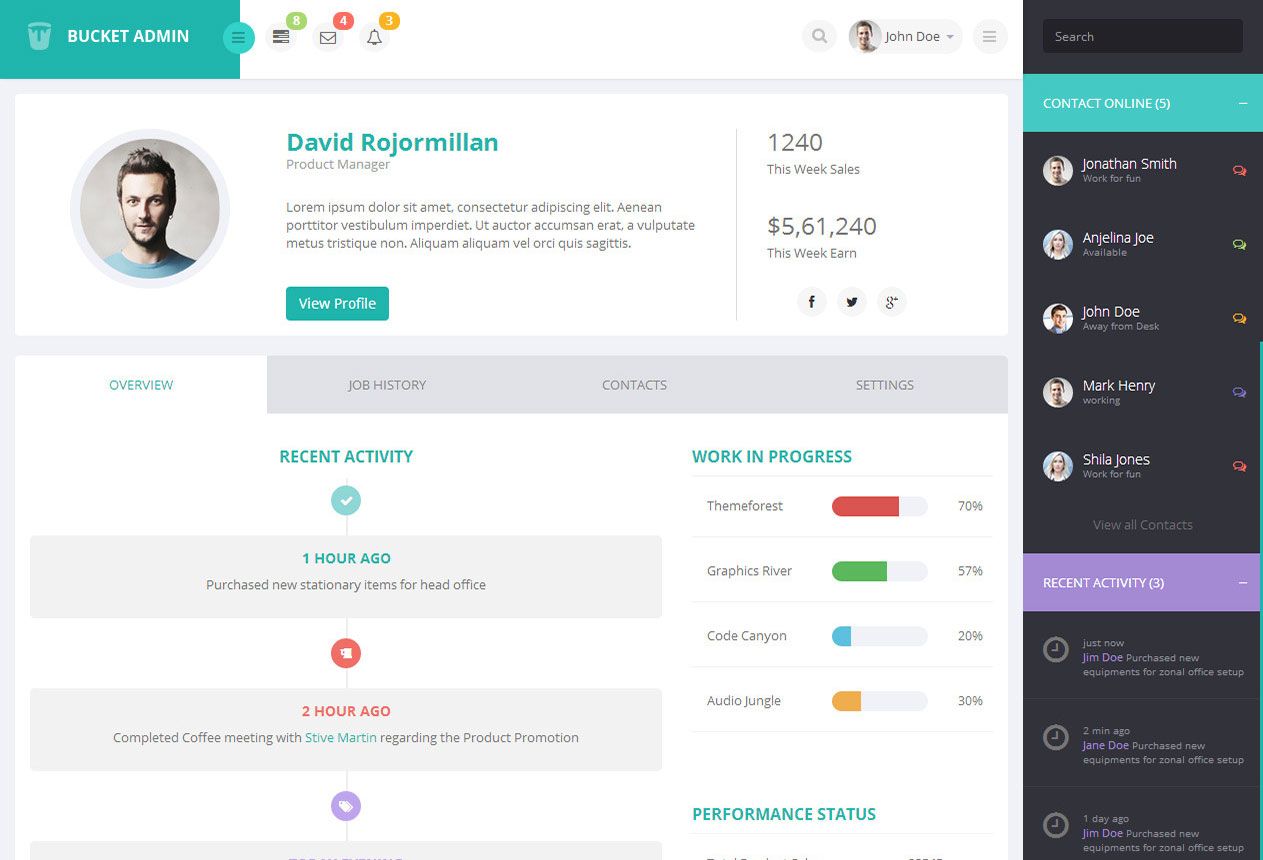 BUCKET ADMIN
8
4
3
John Doe
Search
David Rojormillan
Product Manager
Lorem ipsum dolor sit amet, consectetur adipiscing elit. Aenean
porttitor vestibulum imperdiet. Ut auctor accumsan erat, a vulputate
metus tristique non. Aliquam aliquam vel orci quis sagittis.
View Profile
1240
This Week Sales
$5,61,240
This Week Earn
OVERVIEW
JOB HISTORY
CONTACTS
SETTINGS
RECENT ACTIVITY
1 HOUR AGO
Purchased new stationary items for head office
2 HOUR AGO
Completed Coffee meeting with Stive Martin regarding the Product Promotion
WORK IN PROGRESS
Themeforest 70%
Graphics River 57%
Code Canyon 20%
Audio Jungle 30%
PERFORMANCE STATUS
CONTACT ONLINE (5)
Jonathan Smith
Work for fun
Anjelina Joe
Available
John Doe
Away from Desk
Mark Henry
working
Shila Jones
Work for fun
View all Contacts
RECENT ACTIVITY (3)
just now
Jim Doe Purchased new
equipments for zonal office setup
2 min ago
Jane Doe Purchased new
equipments for zonal office setup
1 day ago
Jim Doe Purchased new
equipments for zonal office setup